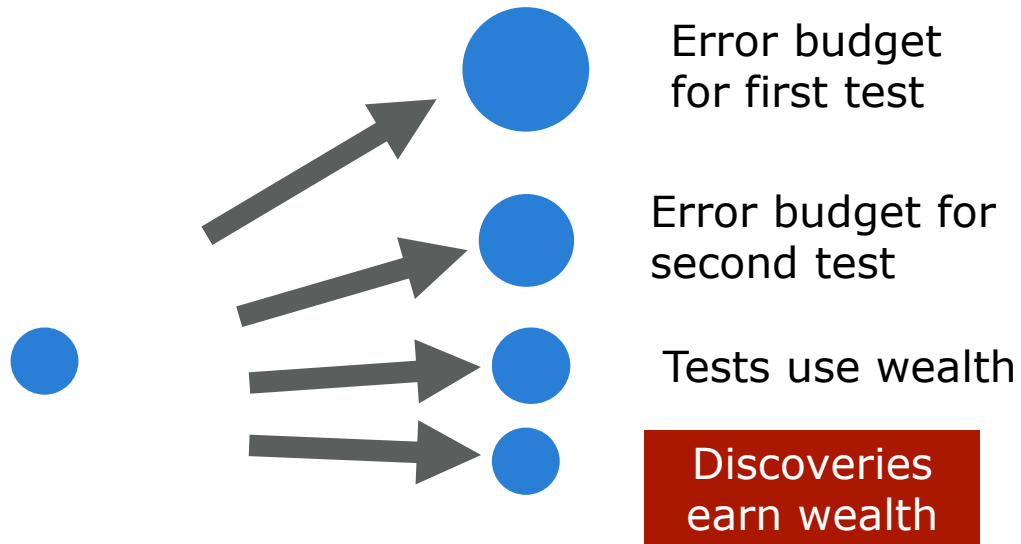 Error budget
for first test
Error budget for
second test
Tests use wealth
Discoveries
earn wealth